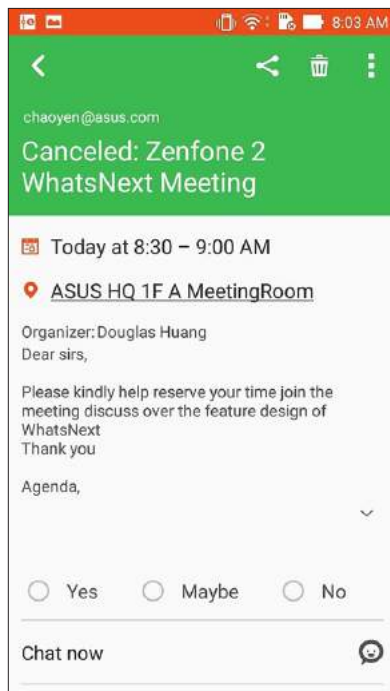 8:03 AM
chaoyen@asus.com
Canceled: Zenfone 2
WhatsNext Meeting
Today at 8:30 – 9:00 AM
ASUS HQ 1F A MeetingRoom
Organizer: Douglas Huang
Dear sirs,
Please kindly help reserve your time join the
meeting discuss over the feature design of
WhatsNext
Thank you
Agenda,
Yes Maybe No
Chat now